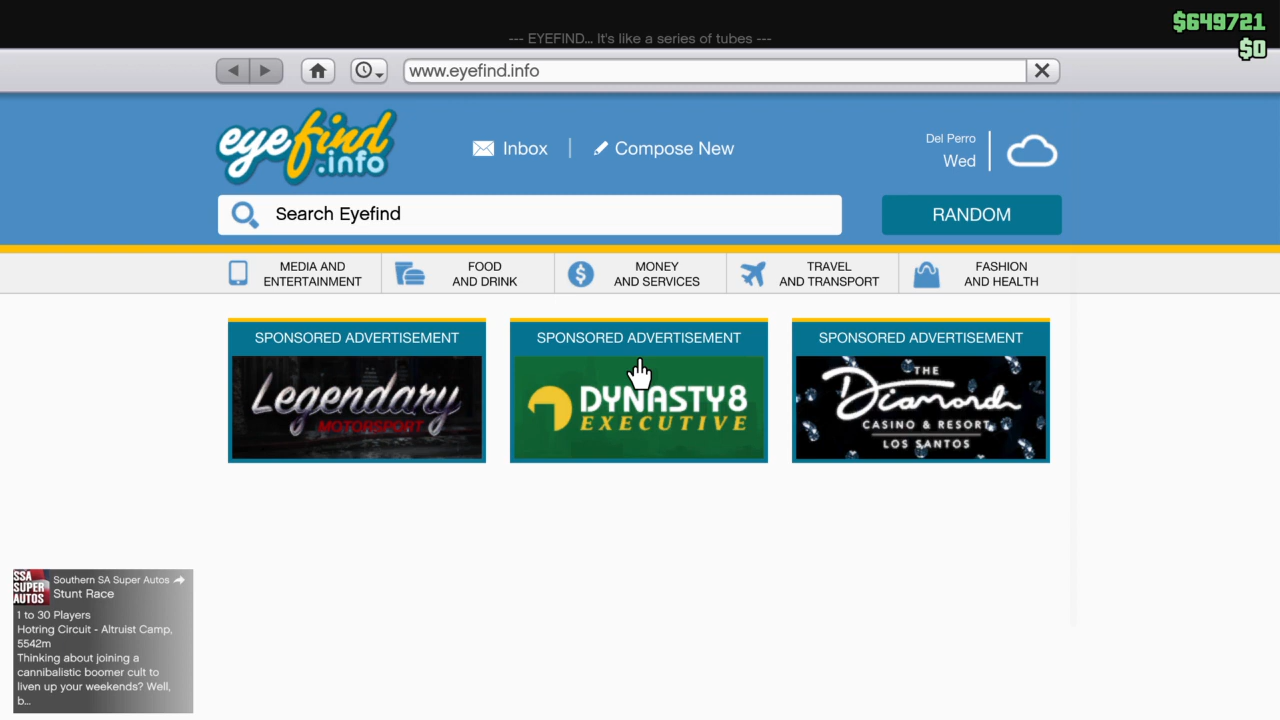 $649721
--- EYEFIND... It's like a series of tubes ---
$0
www.eyefind.info
eyefind
.info
Inbox
Compose New
Del Perro
Wed
Search Eyefind
RANDOM
MEDIA AND
ENTERTAINMENT
FOOD
AND DRINK
MONEY
AND SERVICES
TRAVEL
AND TRANSPORT
FASHION
AND HEALTH
SPONSORED ADVERTISEMENT
Legendary
MOTORSPORT
SPONSORED ADVERTISEMENT
DYNASTY8
EXECUTIVE
SPONSORED ADVERTISEMENT
THE
Diamond
CASINO & RESORT
LOS SANTOS
SSA
SUPER
AUTOS
Southern SA Super Autos
Stunt Race
1 to 30 Players
Hotring Circuit - Altruist Camp,
5542m
Thinking about joining a
cannibalistic boomer cult to
liven up your weekends? Well,
b...